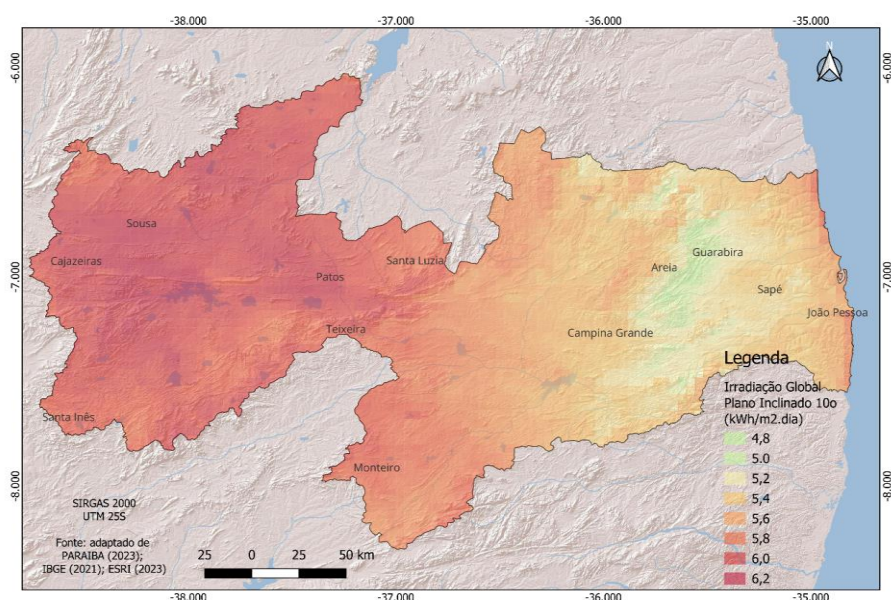 -38.000 -37.000 -36.000 -35.000
-6.000 -6.000
N
Sousa
Guarabira
Cajazeiras Santa Luzia Areia
-7.000 -7.000
Patos
Sapé
João Pessoa
Teixeira Campina Grande
Legenda
Irradiação Global
Plano Inclinado 10o
(kWh/m2.dia)
4,8
5.0
5,2
5,4
5,6
5,8
6,0
6,2
Santa Inês
Monteiro
-8.000 -8.000
SIRGAS 2000
UTM 25S
Fonte: adaptado de
PARAIBA (2023);
IBGE (2021); ESRI (2023)
25 0 25 50 km
-38.000 -37.000 -36.000 -35.000